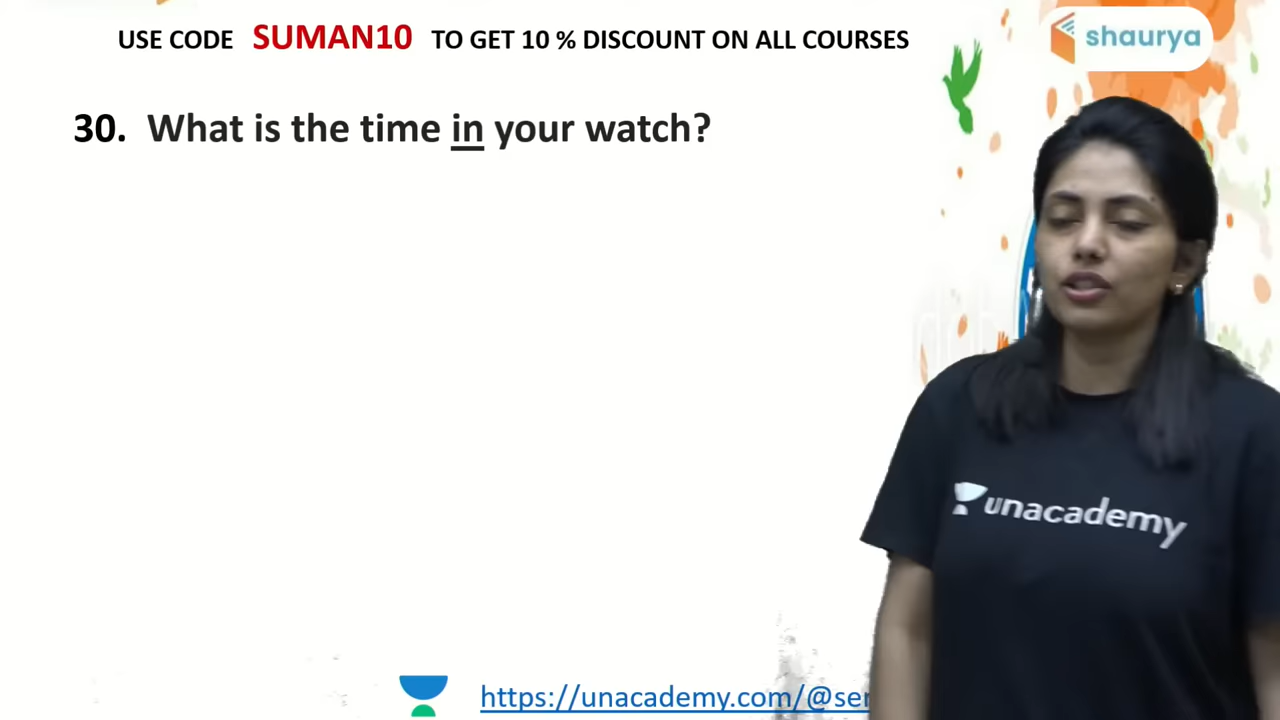 USE CODE SUMAN10 TO GET 10 % DISCOUNT ON ALL COURSES
shaurya
30. What is the time in your watch?
unacademy
https://unacademy.com/@ser